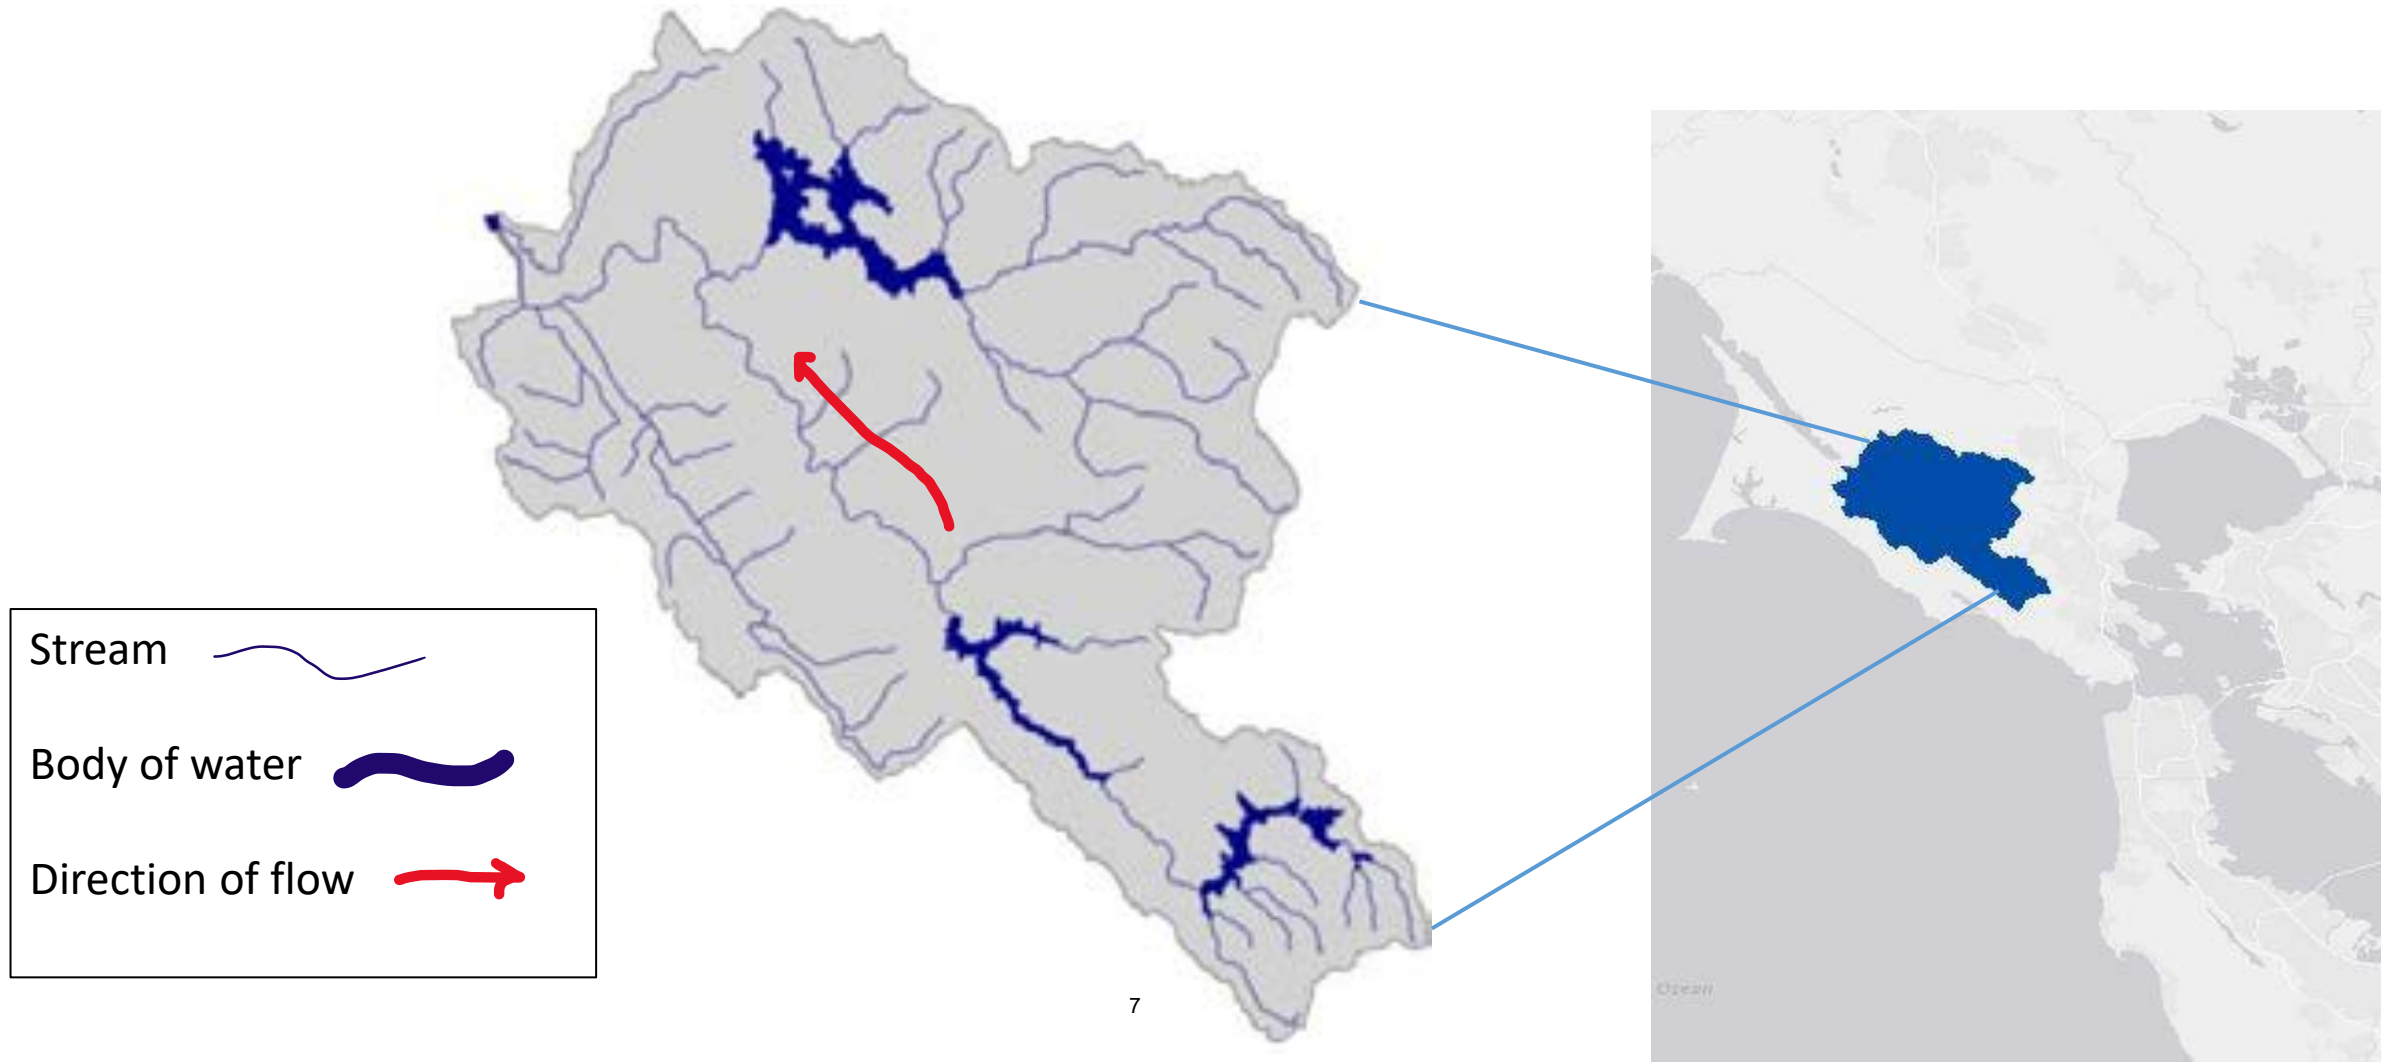 Stream
Body of water
Direction of flow
7
Ocean